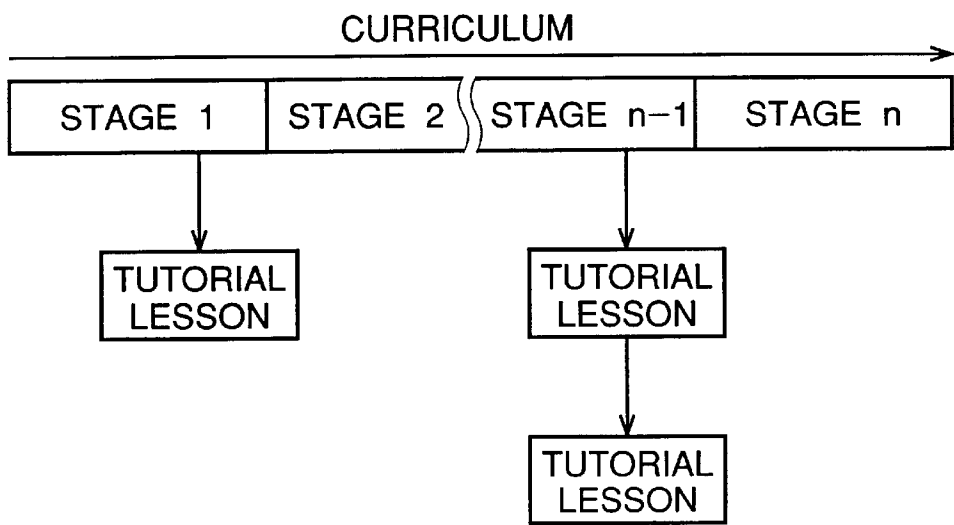 CURRICULUM
STAGE 1 STAGE 2 STAGE n-1 STAGE n
TUTORIAL
LESSON
TUTORIAL
LESSON
TUTORIAL
LESSON